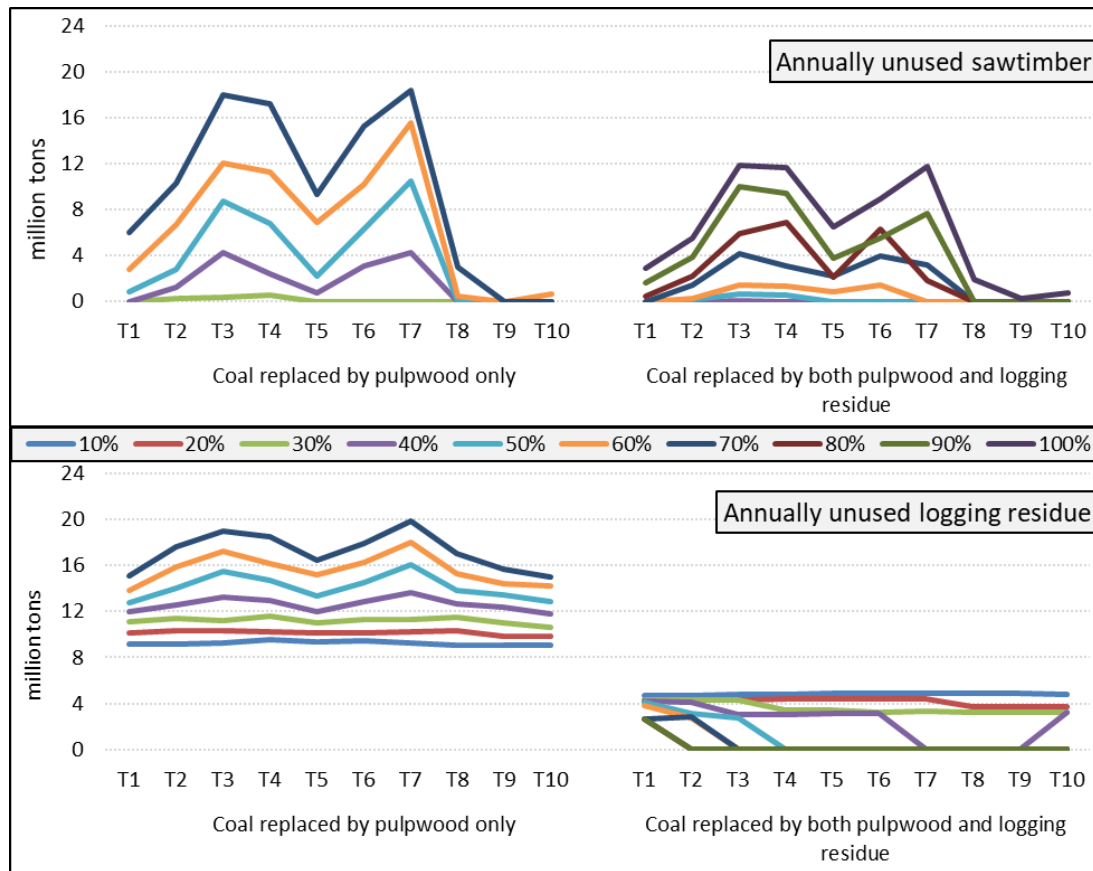 24
Annually unused sawtimber
20
16
12
8
4
0
million tons
T1 T2 T3 T4 T5 T6 T7 T8 T9 T10 T1 T2 T3 T4 T5 T6 T7 T8 T9 T10
Coal replaced by pulpwood only
Coal replaced by both pulpwood and logging
residue
10% 20% 30% 40% 50% 60% 70% 80% 90% 100%
24
Annually unused logging residue
20
16
12
8
4
0
million tons
T1 T2 T3 T4 T5 T6 T7 T8 T9 T10 T1 T2 T3 T4 T5 T6 T7 T8 T9 T10
Coal replaced by pulpwood only
Coal replaced by both pulpwood and logging
residue